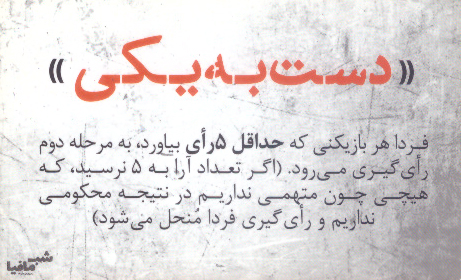 «دست‌به‌یکی»
فردا هر بازیکنی که حداقل ۵ رأی بیاورد، به مرحله دوم
رأی‌گیری می‌رود. (اگر تعداد آرا به ۵ نرسید، که
هیچی چون متهمی نداریم در نتیجه محکومی
نداریم و رأی‌گیری فردا مُنحل می‌شود)
شب
مافیا